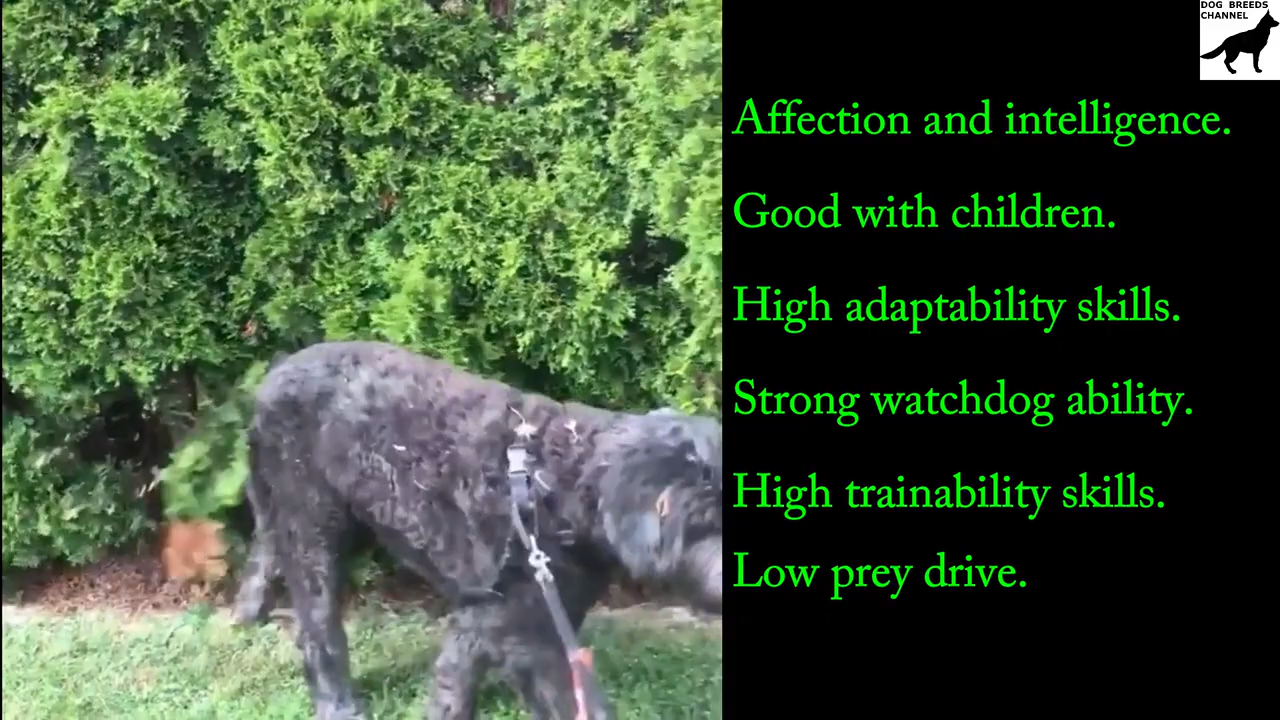 DOG BREEDS
CHANNEL
Affection and intelligence.
Good with children.
High adaptability skills.
Strong watchdog ability.
High trainability skills.
Low prey drive.